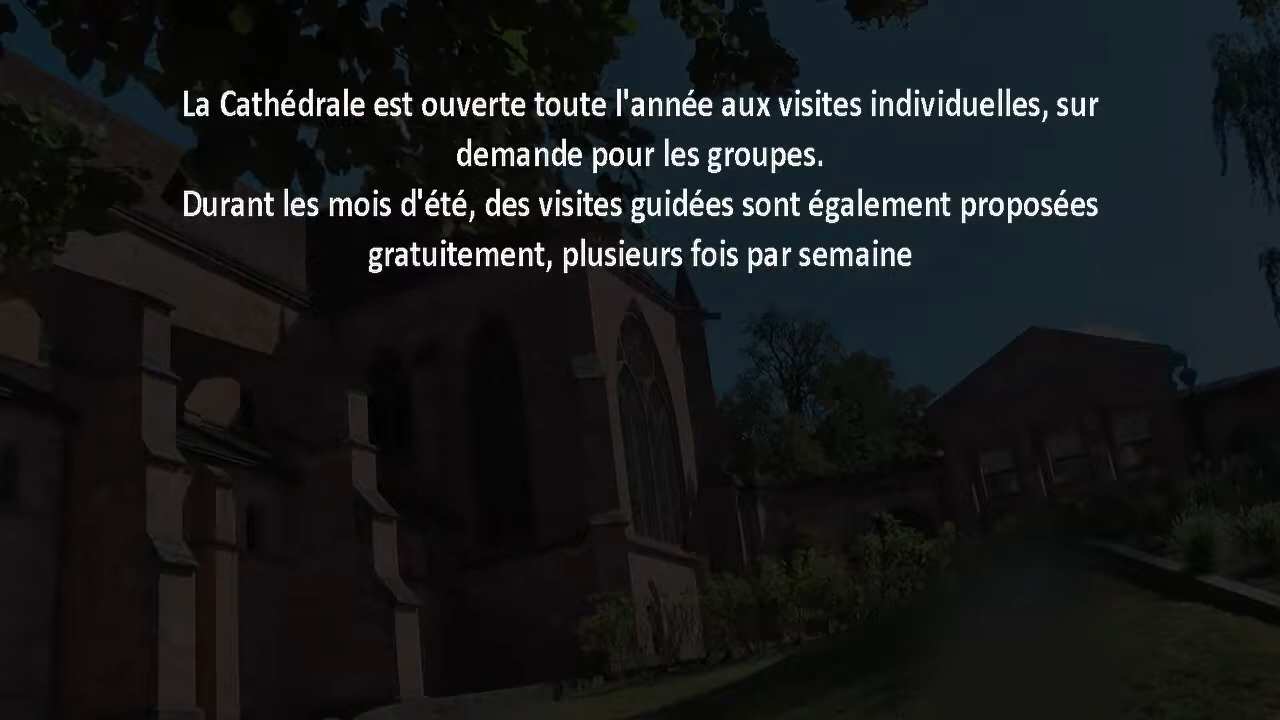 La Cathédrale est ouverte toute l'année aux visites individuelles, sur
demande pour les groupes.
Durant les mois d'été, des visites guidées sont également proposées
gratuitement, plusieurs fois par semaine